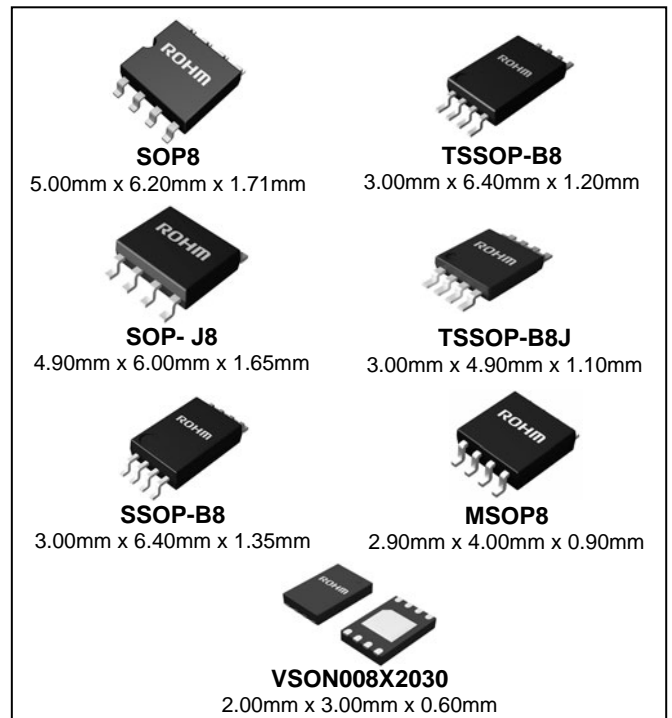 ROHM
SOP8
5.00mm x 6.20mm x 1.71mm
ROHM
TSSOP-B8
3.00mm x 6.40mm x 1.20mm
ROHM
SOP- J8
4.90mm x 6.00mm x 1.65mm
ROHM
TSSOP-B8J
3.00mm x 4.90mm x 1.10mm
ROHM
SSOP-B8
3.00mm x 6.40mm x 1.35mm
ROHM
MSOP8
2.90mm x 4.00mm x 0.90mm
ROHM
VSON008X2030
2.00mm x 3.00mm x 0.60mm